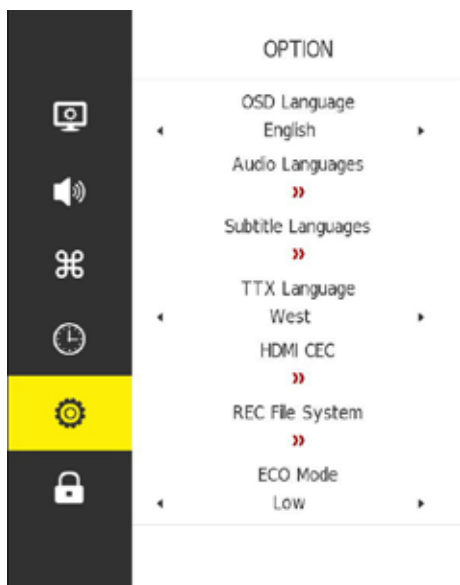 OPTION
OSD Language
English
Audio Languages
Subtitle Languages
TTX Language
West
HDMI CEC
REC File System
ECO Mode
Low